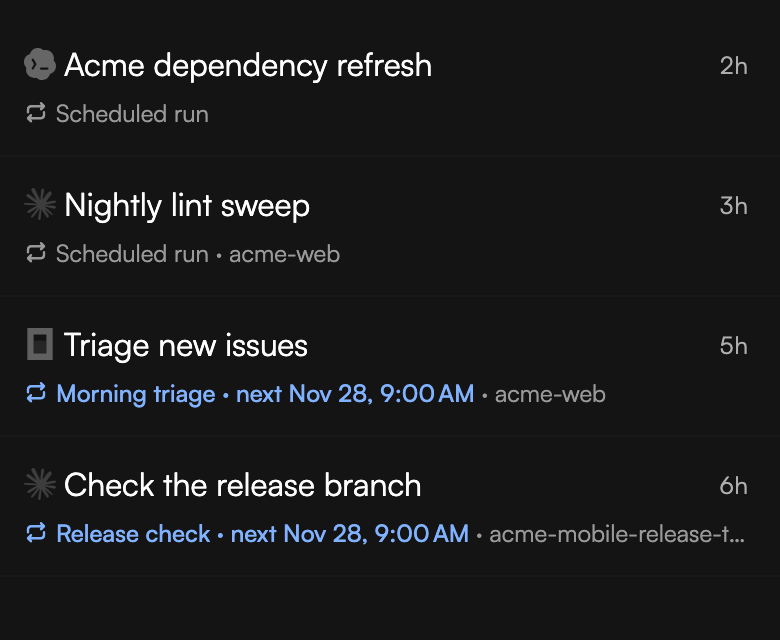 Acme dependency refresh 2h
Scheduled run
Nightly lint sweep 3h
Scheduled run · acme-web
Triage new issues 5h
Morning triage · next Nov 28, 9:00 AM · acme-web
Check the release branch 6h
Release check · next Nov 28, 9:00 AM · acme-mobile-release-t...